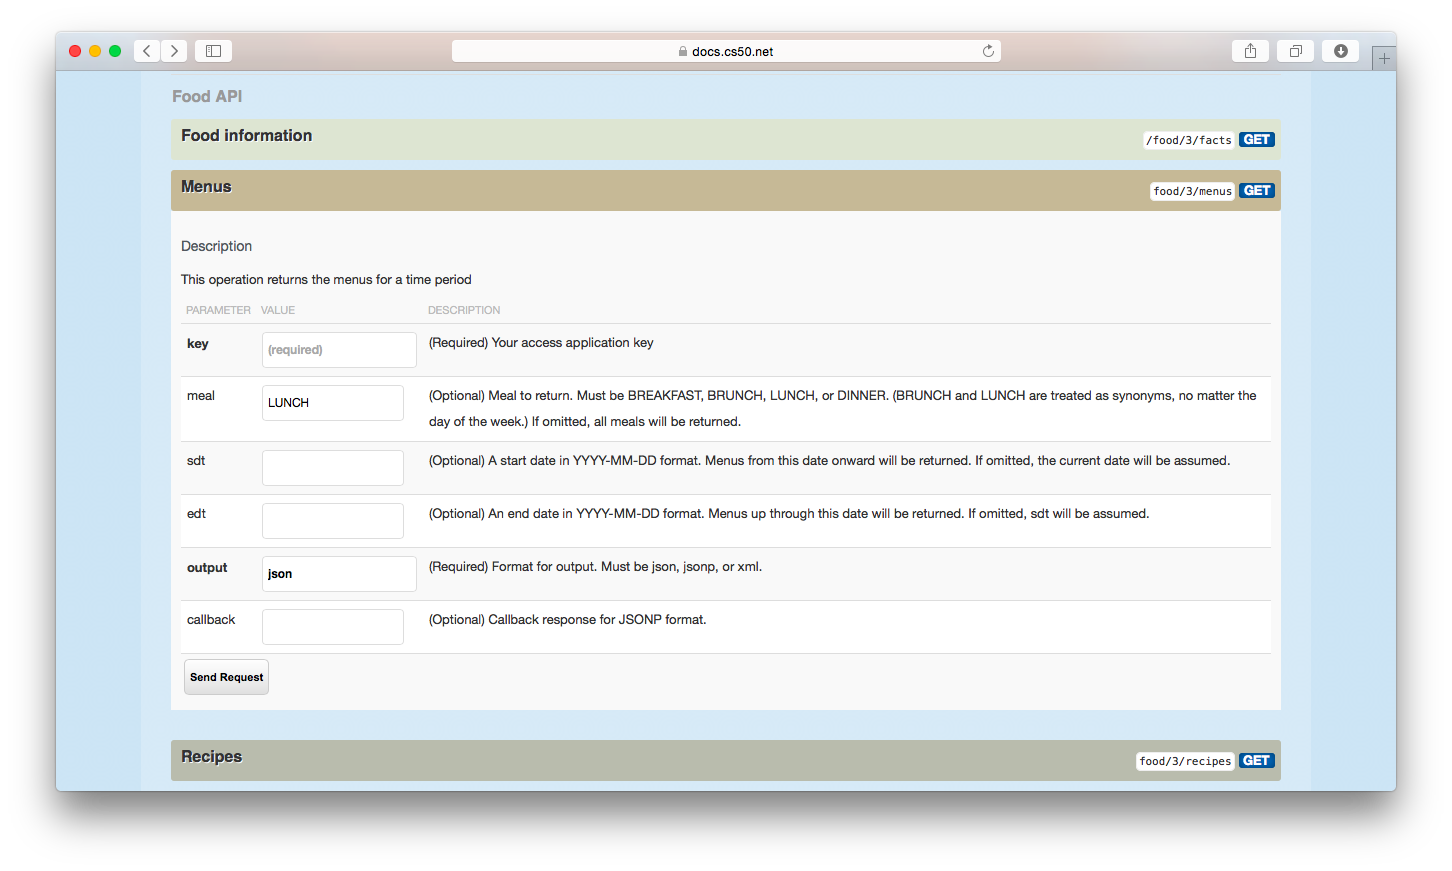 docs.cs50.net
Food API
Food information /food/3/facts GET
Menus food/3/menus GET
Description
This operation returns the menus for a time period
PARAMETER VALUE DESCRIPTION
key (required) (Required) Your access application key
meal LUNCH (Optional) Meal to return. Must be BREAKFAST, BRUNCH, LUNCH, or DINNER. (BRUNCH and LUNCH are treated as synonyms, no matter the
day of the week.) If omitted, all meals will be returned.
sdt (Optional) A start date in YYYY-MM-DD format. Menus from this date onward will be returned. If omitted, the current date will be assumed.
edt (Optional) An end date in YYYY-MM-DD format. Menus up through this date will be returned. If omitted, sdt will be assumed.
output json (Required) Format for output. Must be json, jsonp, or xml.
callback (Optional) Callback response for JSONP format.
Send Request
Recipes food/3/recipes GET